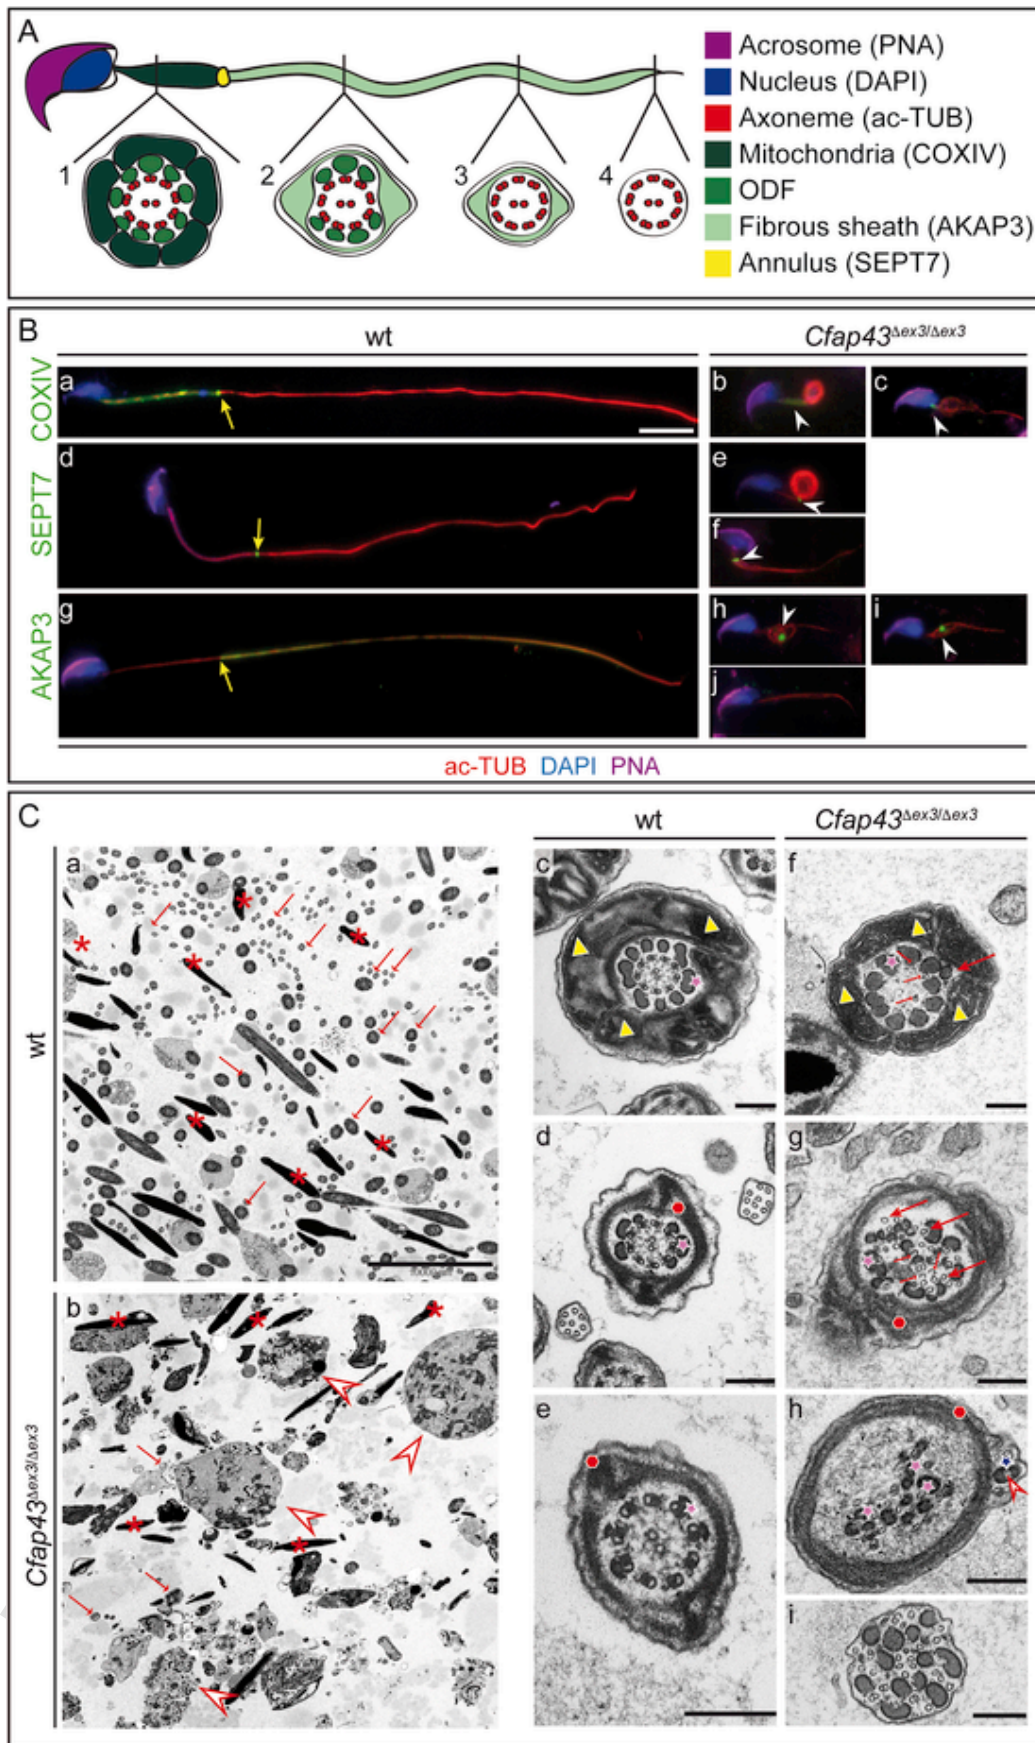 A
Acrosome (PNA)
Nucleus (DAPI)
Axoneme (ac-TUB)
Mitochondria (COXIV)
ODF
Fibrous sheath (AKAP3)
Annulus (SEPT7)
1 2 3 4
B
wt Cfap43Δex3/Δex3
COXIV
a b c
SEPT7
d e
f
AKAP3
g h i
j
ac-TUB DAPI PNA
C
wt Cfap43Δex3/Δex3
wt
a c f
d g
Cfap43Δex3/Δex3
b
e h
i